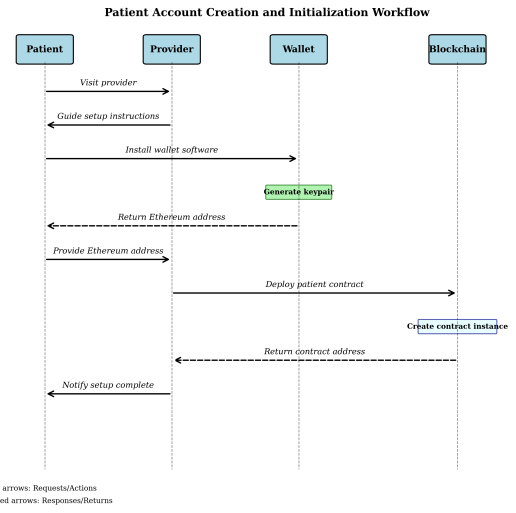 Patient Account Creation and Initialization Workflow
Patient
Provider
Wallet
Blockchain
Visit provider
Guide setup instructions
Install wallet software
Generate keypair
Return Ethereum address
Provide Ethereum address
Deploy patient contract
Create contract instance
Return contract address
Notify setup complete
arrows: Requests/Actions
ed arrows: Responses/Returns